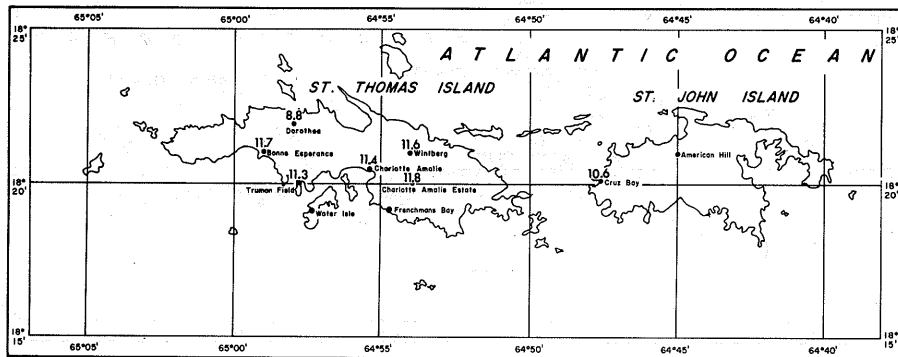 65°05' 65°00' 64°55' 64°50' 64°45' 64°40'
18° 25' 18° 25'
ATLANTIC OCEAN
ST. THOMAS ISLAND
ST. JOHN ISLAND
8.8
Dorothea
11.7
Bonne Esperance
11.6
Wintberg
American Hill
11.4
Charlotte Amalie
18° 20' 18° 20'
11.3
Truman Field
11.8
Charlotte Amalie Estate
10.6
Cruz Bay
Water Isle
Frenchmans Bay
18° 15' 18° 15'
65°05' 65°00' 64°55' 64°50' 64°45' 64°40'